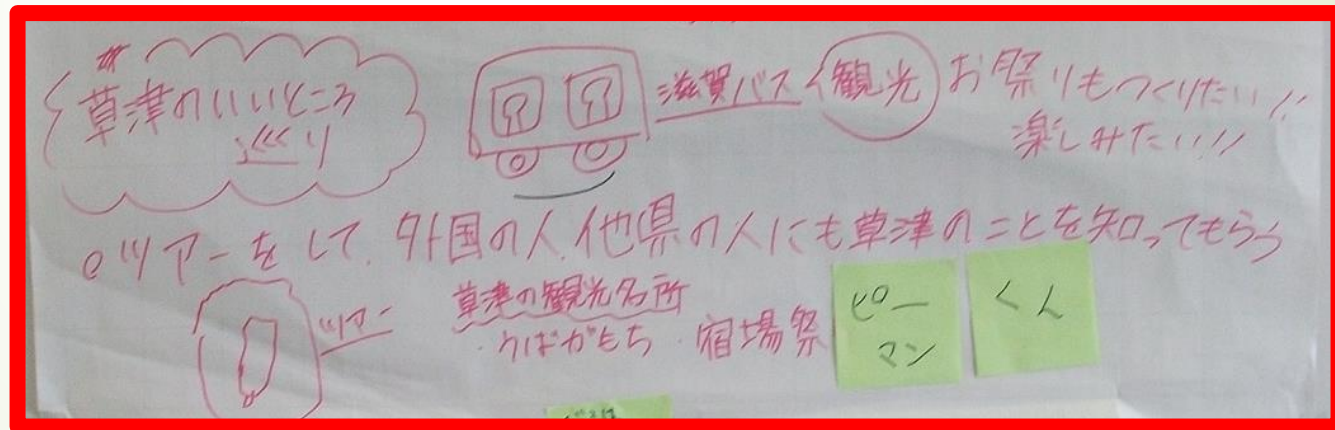 草津のいいところ
巡り
滋賀バス
観光
お祭りもつくりたい!!
楽しみたい!!
○ツアーをして、外国の人、他県の人にも草津のことを知ってもらう
ツアー
草津の観光名所
・うばがもち ・宿場祭
ピー
マン
くん